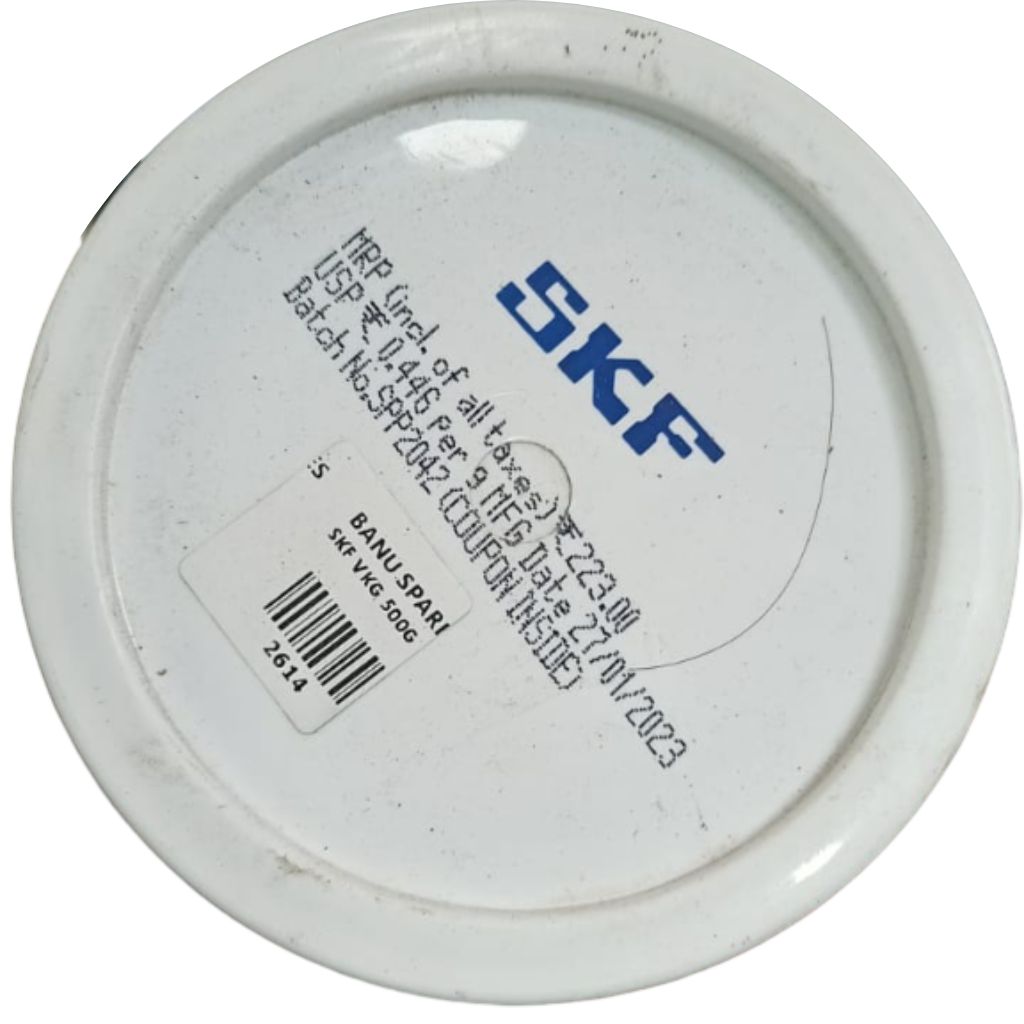 SKF
MRP (incl. of all taxes) ₹ 223.00
USP ₹ 0.446 Per g MFG Date 27/01/2023
Batch No.SPP2042 (COUPON INSIDE)
ES
BANU SPARE
SKF VKG 500G
2614